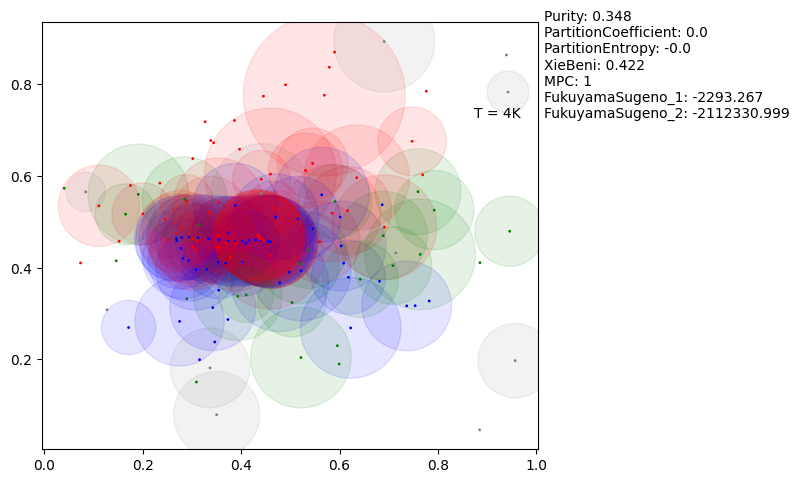 Purity: 0.348
PartitionCoefficient: 0.0
PartitionEntropy: -0.0
XieBeni: 0.422
MPC: 1
FukuyamaSugeno_1: -2293.267
FukuyamaSugeno_2: -2112330.999
T = 4K
0.8
0.6
0.4
0.2
0.0 0.2 0.4 0.6 0.8 1.0